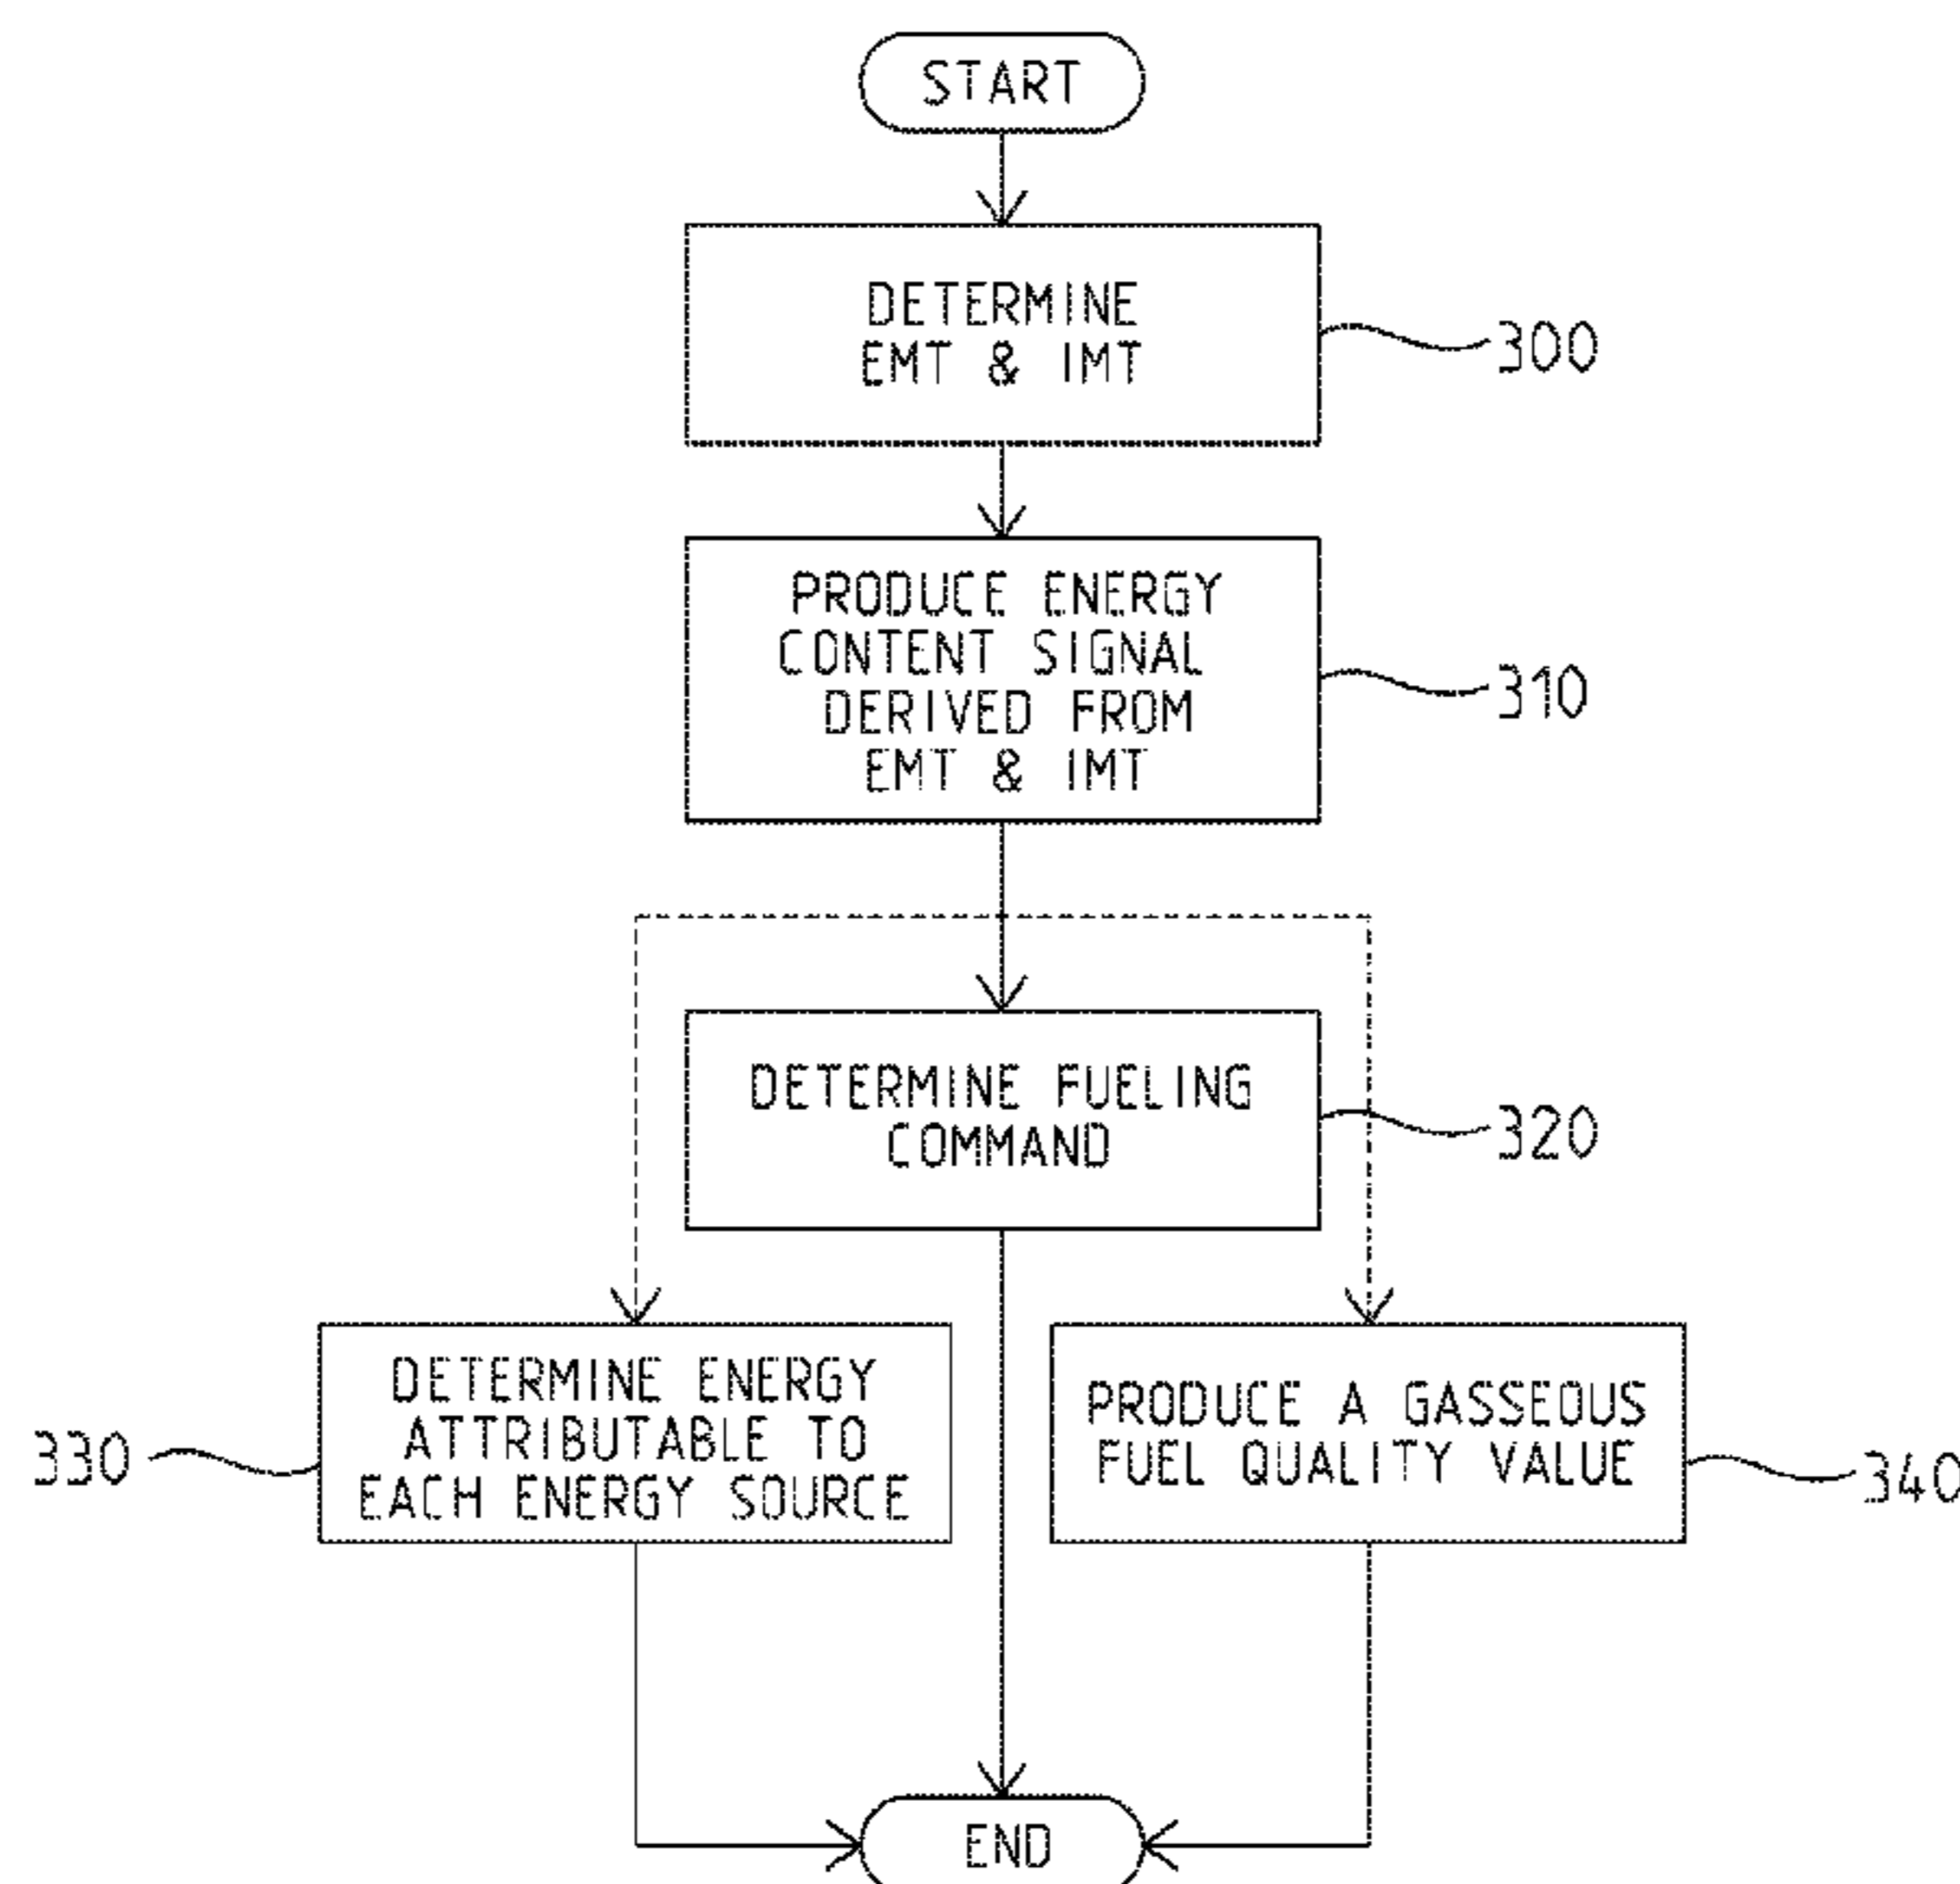 START
DETERMINE
EMT & IMT
300
PRODUCE ENERGY
CONTENT SIGNAL
DERIVED FROM
EMT & IMT
310
DETERMINE FUELING
COMMAND
320
DETERMINE ENERGY
ATTRIBUTABLE TO
EACH ENERGY SOURCE
330
PRODUCE A GASSEOUS
FUEL QUALITY VALUE
340
END